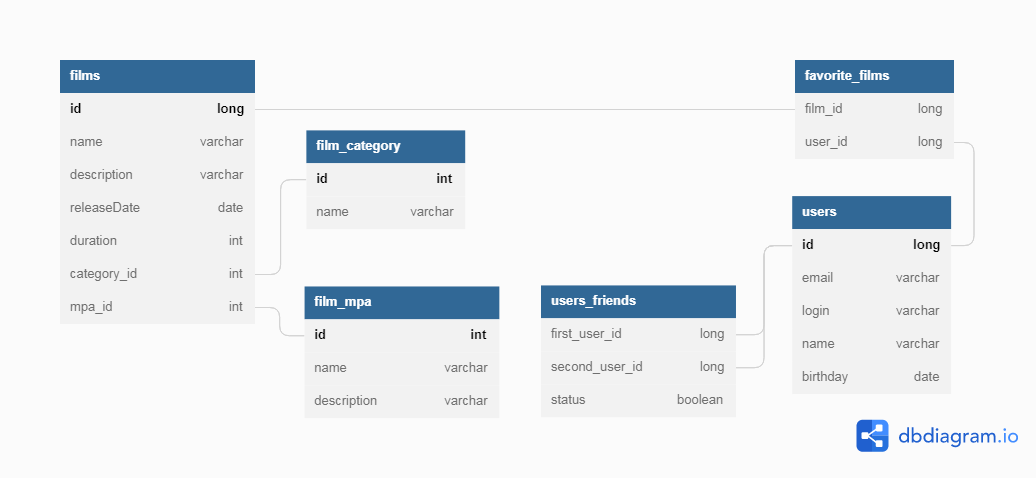 films
id long
name varchar
description varchar
releaseDate date
duration int
category_id int
mpa_id int
film_category
id int
name varchar
film_mpa
id int
name varchar
description varchar
users_friends
first_user_id long
second_user_id long
status boolean
favorite_films
film_id long
user_id long
users
id long
email varchar
login varchar
name varchar
birthday date
dbdiagram.io